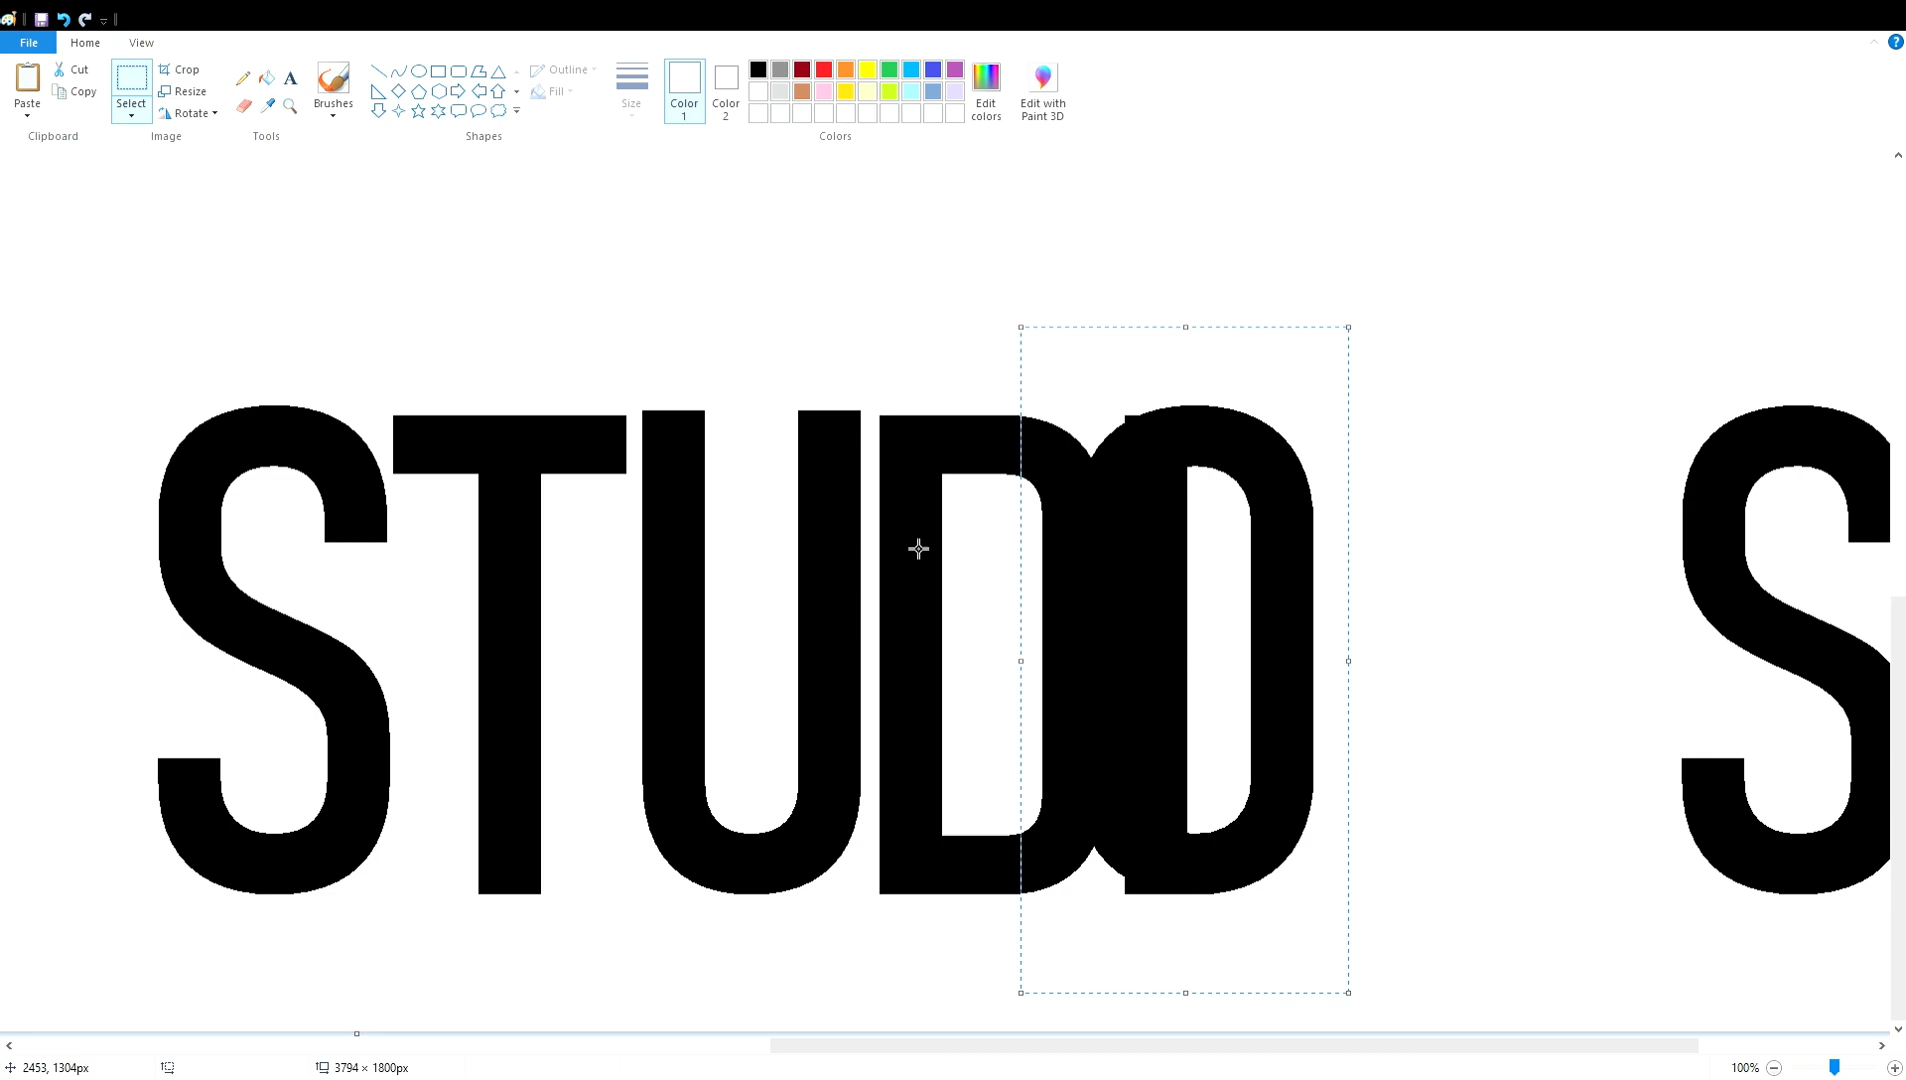 File Home View
Paste Cut Copy Clipboard
Select Crop Resize Rotate Image
A Tools
Brushes
Shapes
Outline Fill
Size
Color 1 Color 2 Edit colors Colors
Edit with Paint 3D
?
STUDIO S
2453, 1304px 3794 × 1800px 100%